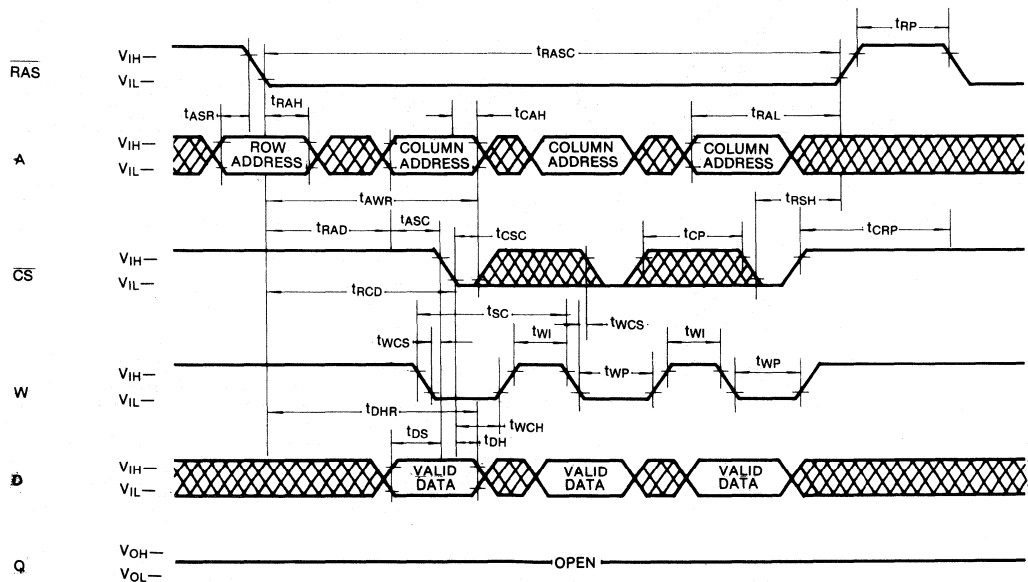 tRP
VIH—
tRASC
RAS
VIL—
tASR
tRAH
tCAH
tRAL
VIH—
ROW ADDRESS
COLUMN ADDRESS
COLUMN ADDRESS
COLUMN ADDRESS
A
VIL—
tAWR
tRSH
tRAD
tASC
tCSC
tCP
tCRP
VIH—
CS
VIL—
tRCD
tSC
tWCS
tWI
tWCS
tWI
VIH—
tWP
tWP
W
VIL—
tDHR
tWCH
tDS
tDH
VIH—
VALID DATA
VALID DATA
VALID DATA
D
VIL—
VOH—
OPEN
Q
VOL—